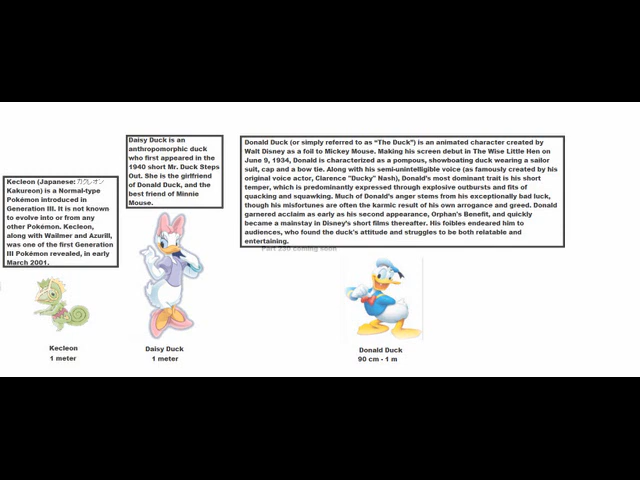 Kecleon (Japanese: カクレオン
Kakureon) is a Normal-type
Pokémon introduced in
Generation III. It is not known
to evolve into or from any
other Pokémon. Kecleon,
along with Wailmer and Azurill,
was one of the first Generation
III Pokémon revealed, in early
March 2001.
Kecleon
1 meter
Daisy Duck is an
anthropomorphic duck
who first appeared in the
1940 short Mr. Duck Steps
Out. She is the girlfriend
of Donald Duck, and the
best friend of Minnie
Mouse.
Daisy Duck
1 meter
Donald Duck (or simply referred to as “The Duck”) is an animated character created by
Walt Disney as a foil to Mickey Mouse. Making his screen debut in The Wise Little Hen on
June 9, 1934, Donald is characterized as a pompous, showboating duck wearing a sailor
suit, cap and a bow tie. Along with his semi-unintelligible voice (as famously created by his
original voice actor, Clarence "Ducky" Nash), Donald’s most dominant trait is his short
temper, which is predominantly expressed through explosive outbursts and fits of
quacking and squawking. Much of Donald’s anger stems from his exceptionally bad luck,
though his misfortunes are often the karmic result of his own arrogance and greed. Donald
garnered acclaim as early as his second appearance, Orphan's Benefit, and quickly
became a mainstay in Disney’s short films thereafter. His foibles endeared him to
audiences, who found the duck's attitude and struggles to be both relatable and
entertaining.
coming soon
Donald Duck
90 cm - 1 m